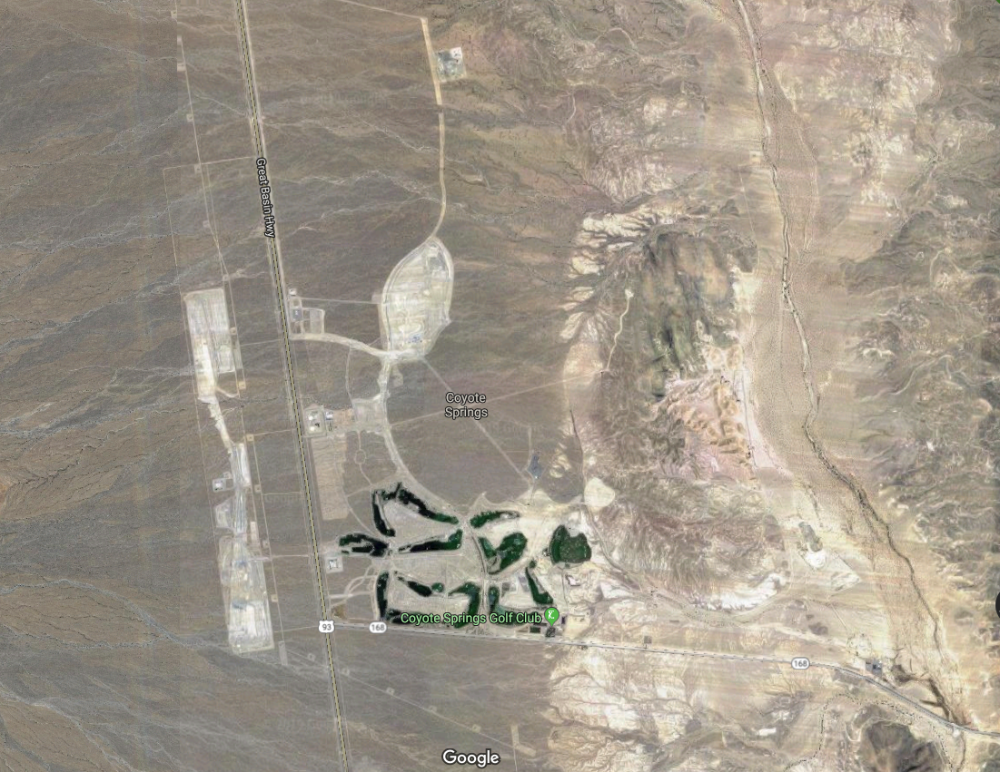 Great Basin Hwy
Coyote
Springs
Coyote Springs Golf Club
93
168
168
Google